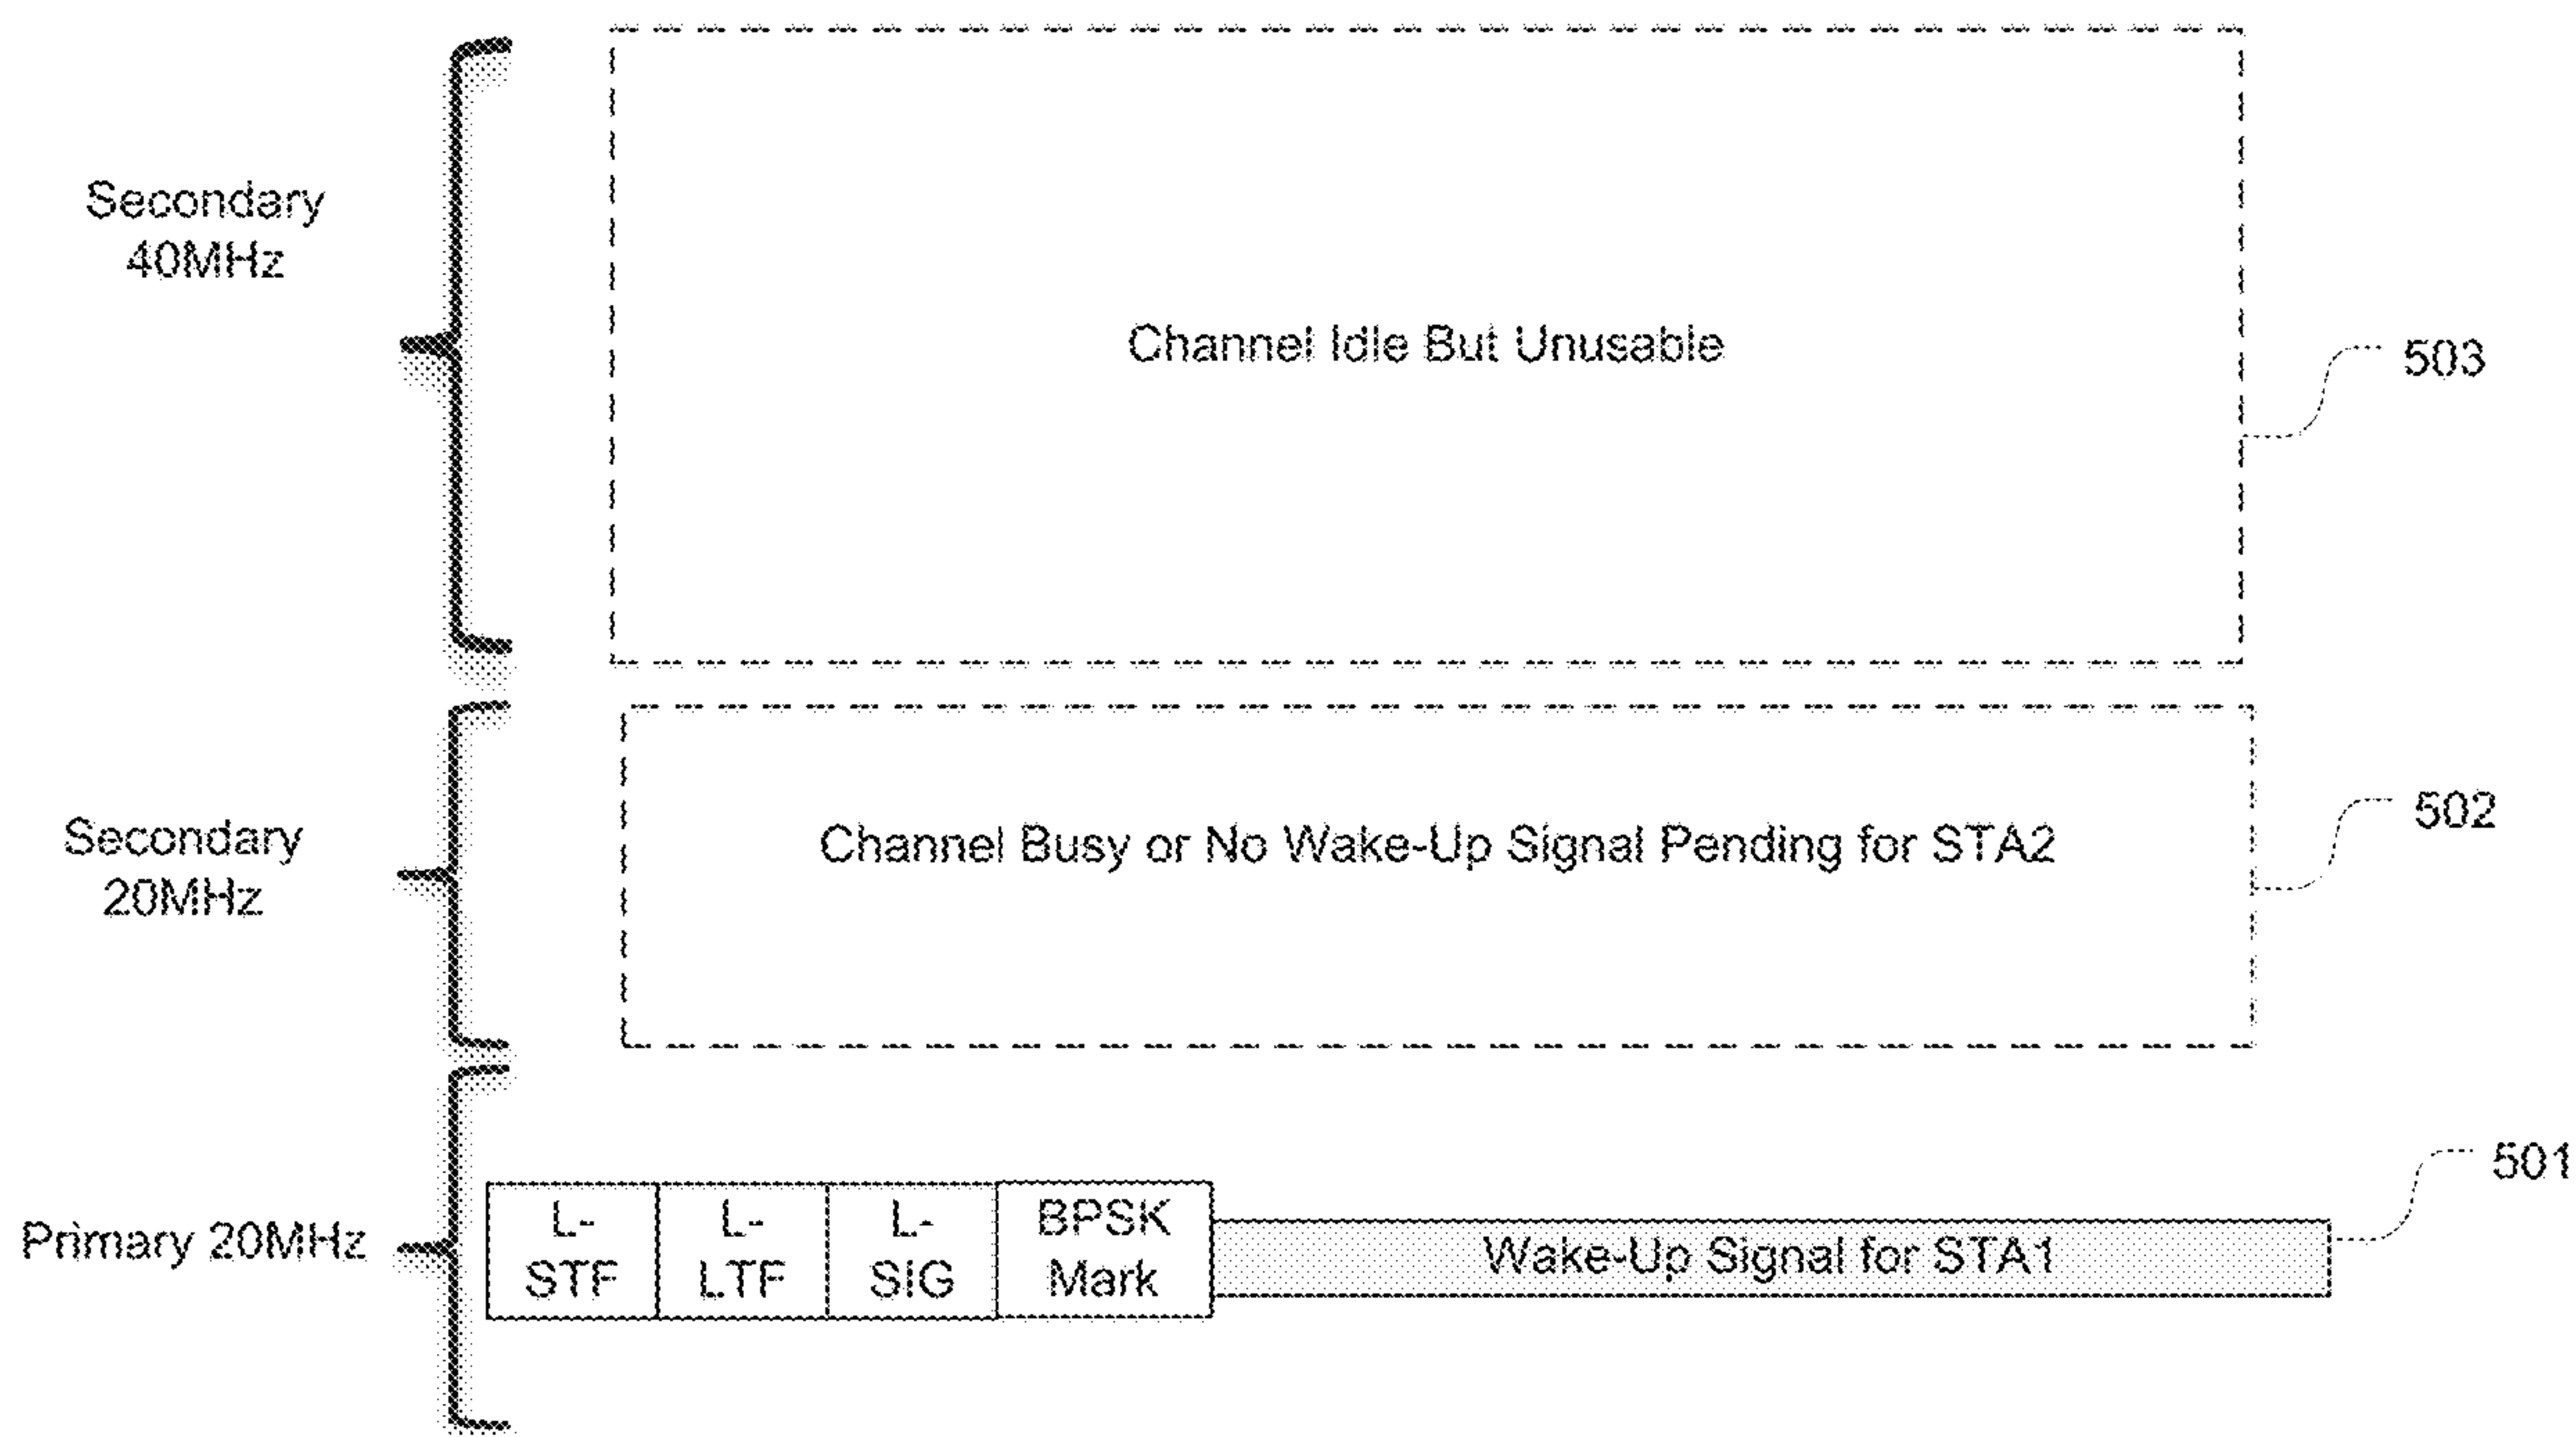 Secondary
40MHz
Channel Idle But Unusable
503
Secondary
20MHz
Channel Busy or No Wake-Up Signal Pending for STA2
502
Primary 20MHz
L-
STF
L-
LTF
L-
SIG
BPSK
Mark
Wake-Up Signal for STA1
501